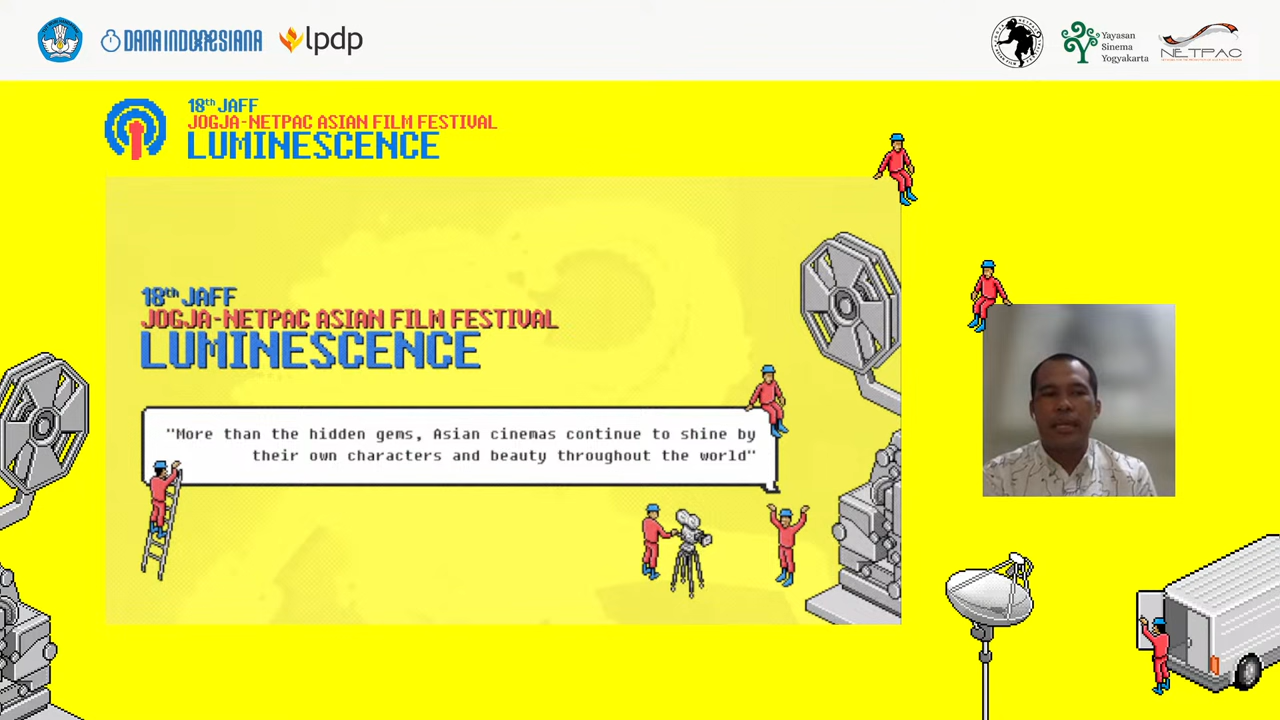 DANA INDONESIANA
lpdp
Yayasan
Sinema
Yogyakarta
NETPAC
18th JAFF
JOGJA-NETPAC ASIAN FILM FESTIVAL
LUMINESCENCE
18th JAFF
JOGJA-NETPAC ASIAN FILM FESTIVAL
LUMINESCENCE
"More than the hidden gems, Asian cinemas continue to shine by
their own characters and beauty throughout the world"